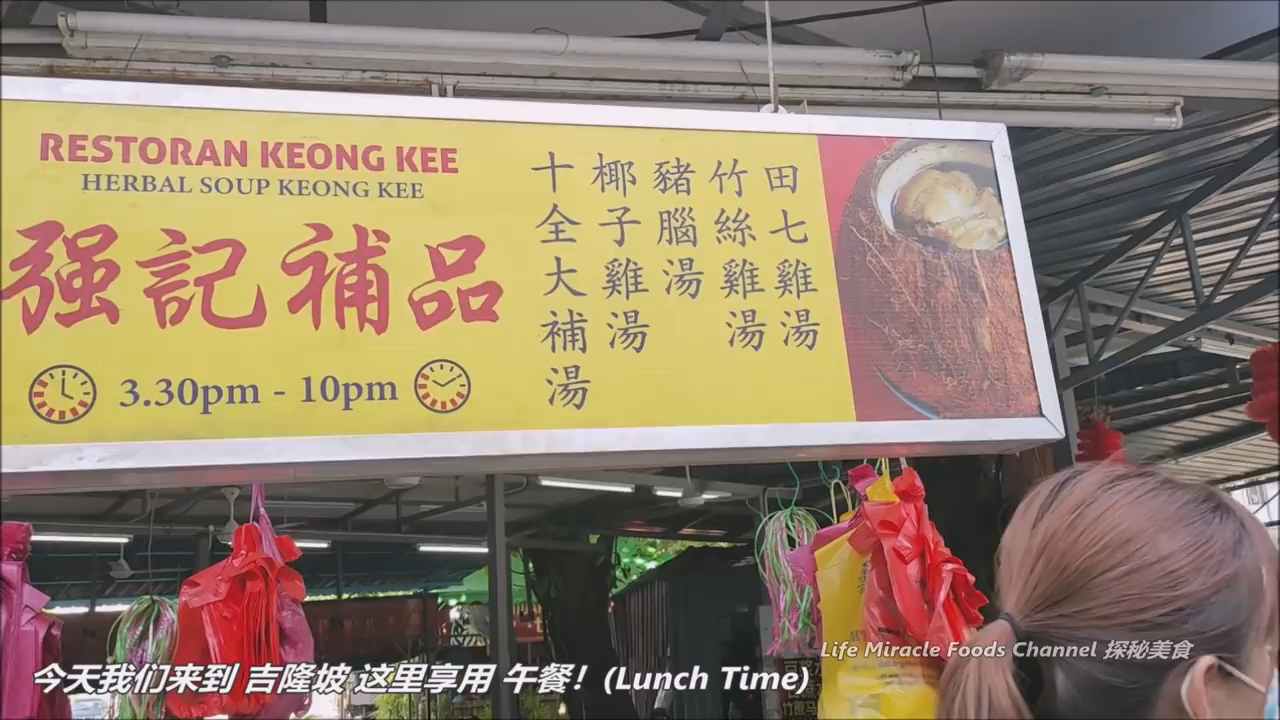 RESTORAN KEONG KEE
HERBAL SOUP KEONG KEE
强記補品
3.30pm - 10pm
十全大補湯
椰子雞湯
豬腦湯
竹絲雞湯
田七雞湯
今天我们来到 吉隆坡 这里享用 午餐！(Lunch Time)
Life Miracle Foods Channel 探秘美食